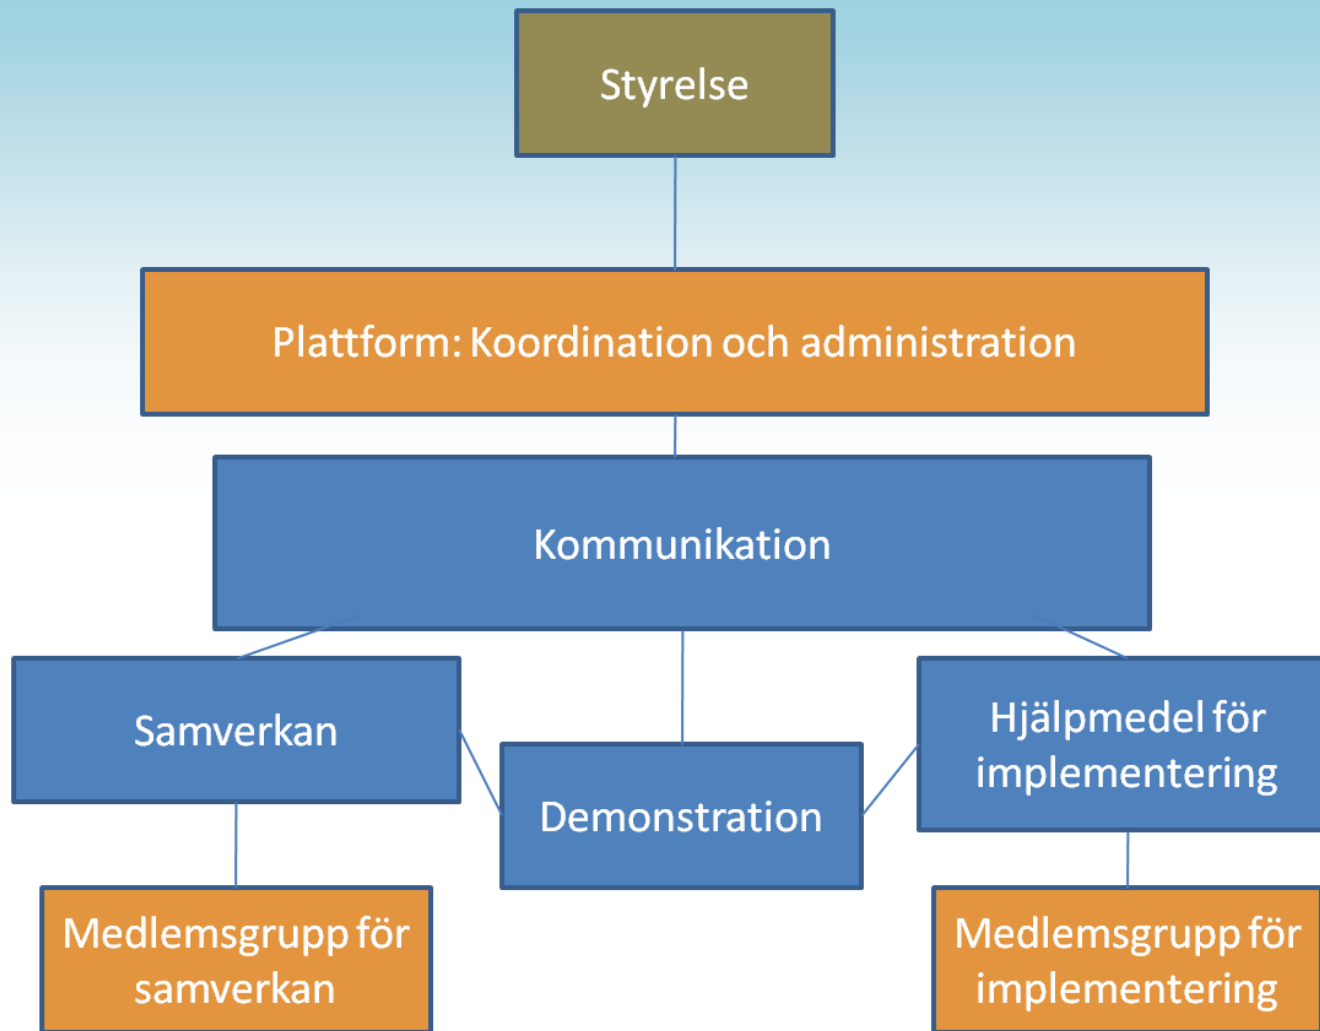 Styrelse
Plattform: Koordination och administration
Kommunikation
Samverkan
Demonstration
Hjälpmedel för
implementering
Medlemsgrupp för
samverkan
Medlemsgrupp för
implementering